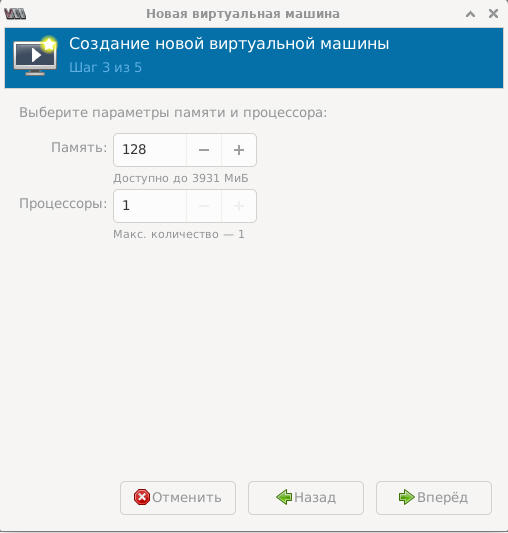 Новая виртуальная машина
Создание новой виртуальной машины
Шаг 3 из 5
Выберите параметры памяти и процессора:
Память: 128
Доступно до 3931 МиБ
Процессоры: 1
Макс. количество — 1
Отменить Назад Вперёд